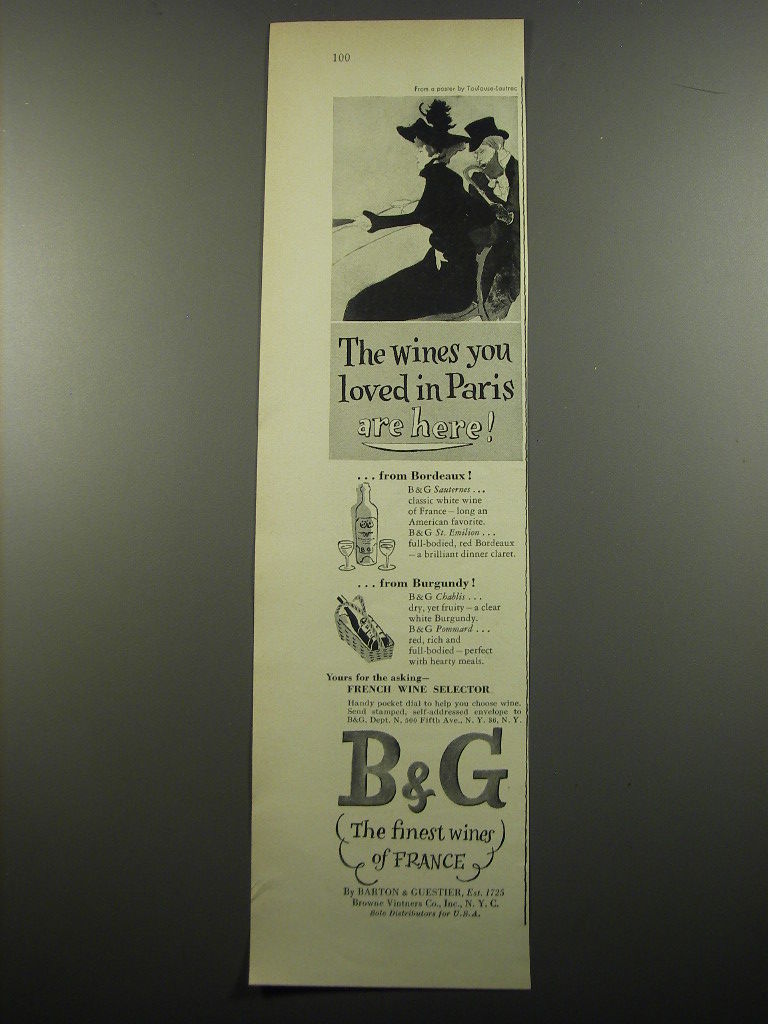 100
From a poster by Toulouse-Lautrec
The wines you
loved in Paris
are here!
. . . from Bordeaux!
B&G Sauternes . . .
classic white wine
of France — long an
American favorite.
B&G St. Emilion . . .
full-bodied, red Bordeaux
— a brilliant dinner claret.
. . . from Burgundy!
B&G Chablis . . .
dry, yet fruity — a clear
white Burgundy.
B&G Pommard . . .
red, rich and
full-bodied — perfect
with hearty meals.
Yours for the asking—
FRENCH WINE SELECTOR
Handy pocket dial to help you choose wine.
Send stamped, self-addressed envelope to
B&G, Dept. N, 500 Fifth Ave., N. Y. 36, N. Y.
B&G
(The finest wines)
of FRANCE
By BARTON & GUESTIER, Est. 1725
Browne Vintners Co., Inc., N. Y. C.
Sole Distributors for U.S.A.